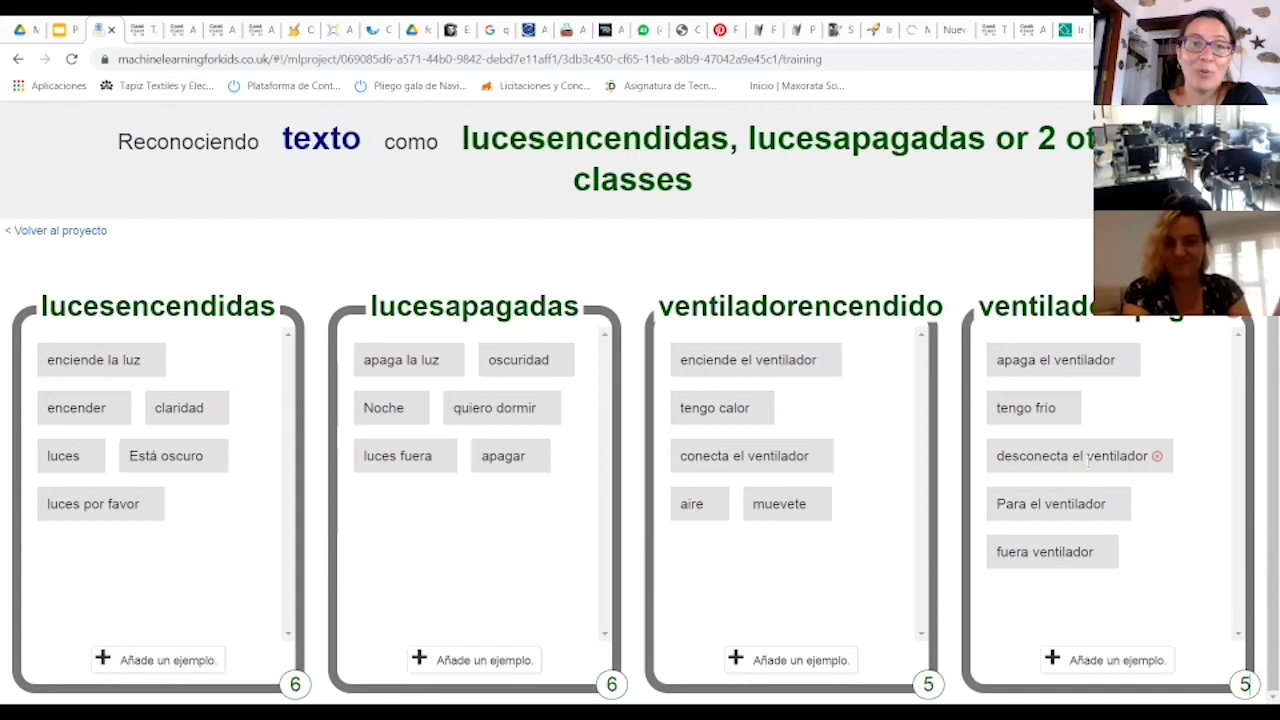 machinelearningforkids.co.uk/#!/mlproject/069085d6-a571-44b0-9842-debd7ef1aff1/3db3c450-cf65-11eb-a8b9-47042a9e45c1/training
Aplicaciones Tapiz Textiles y Elec... Plataforma de Cont... Pliego gala de Navi... Licitaciones y Conc... Asignatura de Tecn... Inicio | Maxorata So...
Reconociendo texto como lucesencendidas, lucesapagadas or 2 ot
classes
< Volver al proyecto
lucesencendidas
enciende la luz
encender claridad
luces Está oscuro
luces por favor
Añade un ejemplo.
6
lucesapagadas
apaga la luz oscuridad
Noche quiero dormir
luces fuera apagar
Añade un ejemplo.
6
ventiladorencendido
enciende el ventilador
tengo calor
conecta el ventilador
aire muevete
Añade un ejemplo.
5
apaga el ventilador
tengo frío
desconecta el ventilador
Para el ventilador
fuera ventilador
Añade un ejemplo.
5